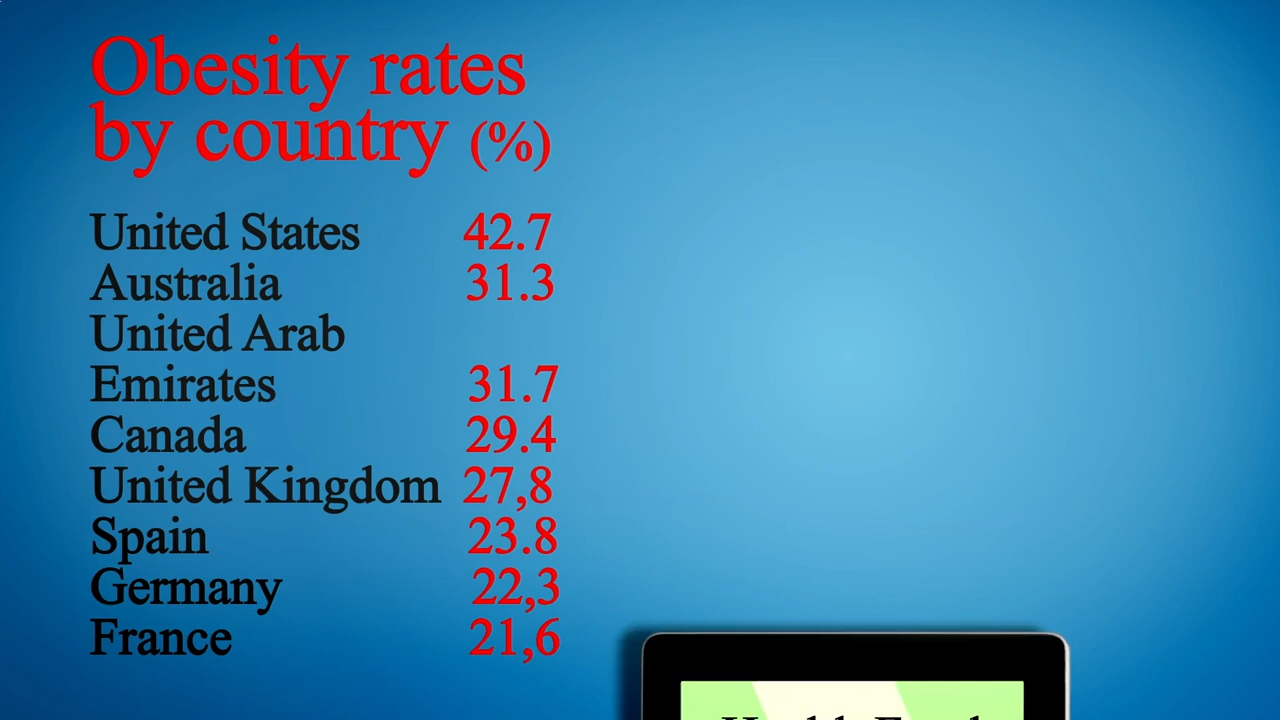 Obesity rates
by country (%)
United States 42.7
Australia 31.3
United Arab
Emirates 31.7
Canada 29.4
United Kingdom 27,8
Spain 23.8
Germany 22,3
France 21,6